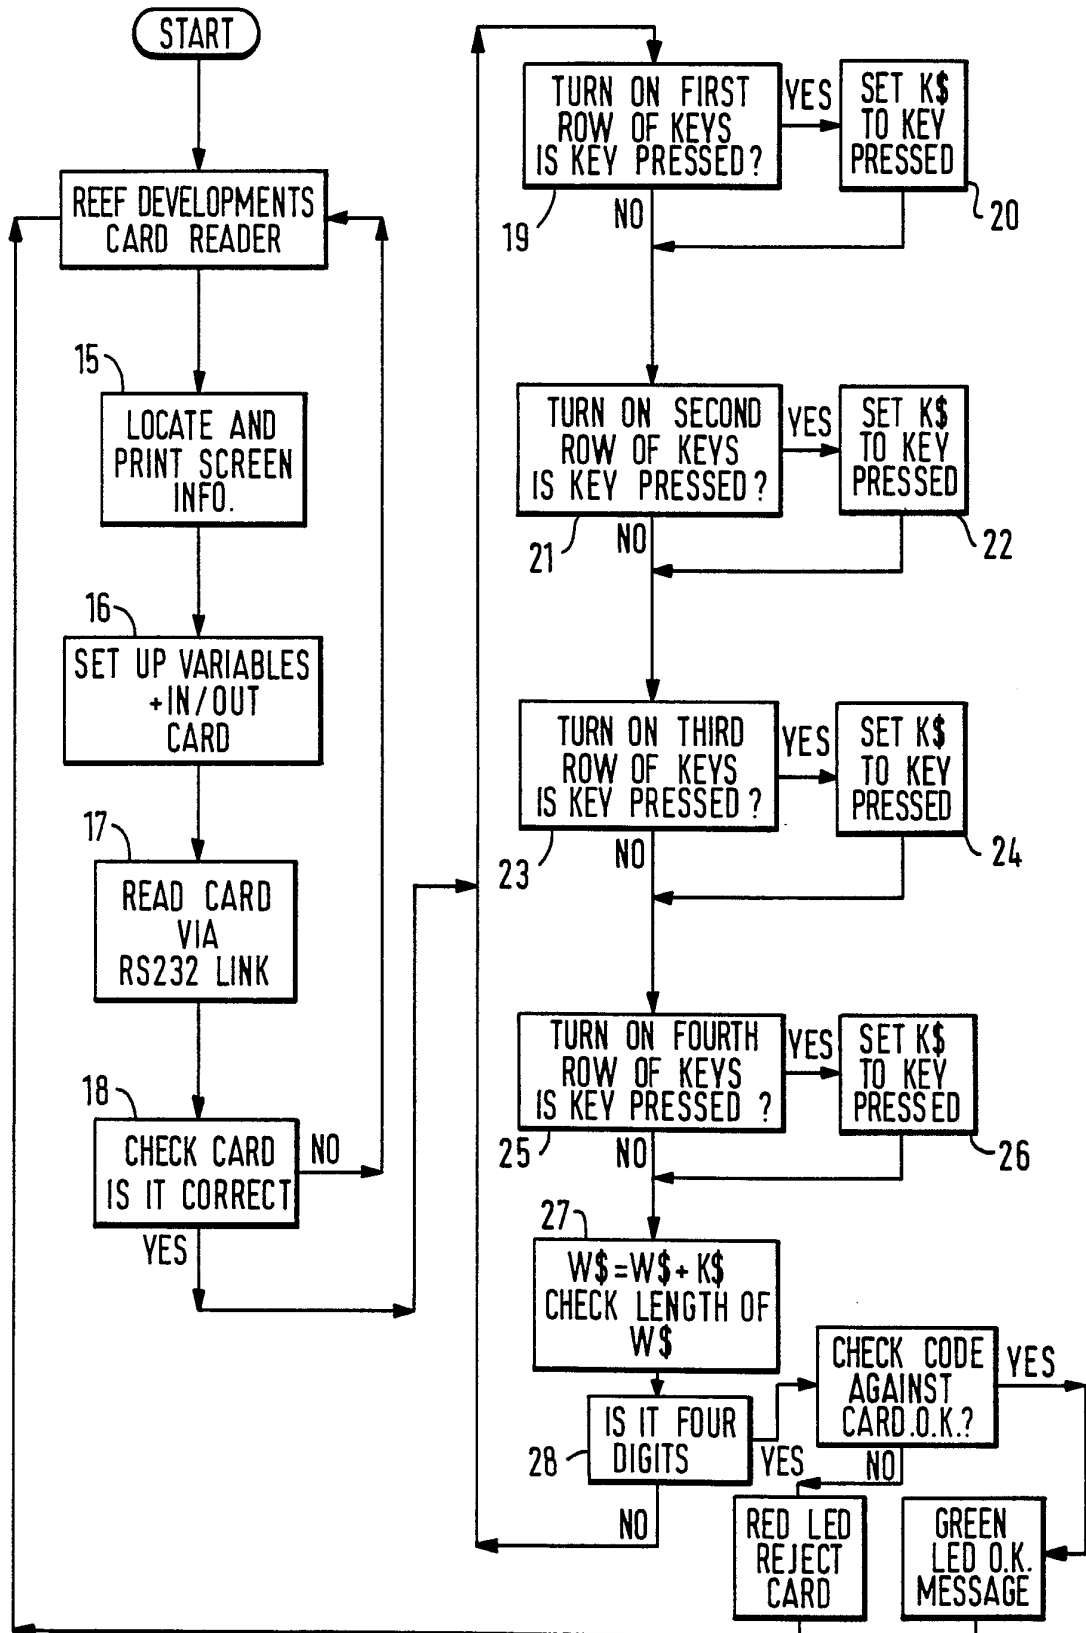 START
REEF DEVELOPMENTS
CARD READER
15
LOCATE AND
PRINT SCREEN
INFO.
16
SET UP VARIABLES
+IN/OUT
CARD
17
READ CARD
VIA
RS232 LINK
18
CHECK CARD
IS IT CORRECT
NO
YES
TURN ON FIRST
ROW OF KEYS
IS KEY PRESSED?
YES
SET K$
TO KEY
PRESSED
19
NO
20
TURN ON SECOND
ROW OF KEYS
IS KEY PRESSED?
YES
SET K$
TO KEY
PRESSED
21
NO
22
TURN ON THIRD
ROW OF KEYS
IS KEY PRESSED?
YES
SET K$
TO KEY
PRESSED
23
NO
24
TURN ON FOURTH
ROW OF KEYS
IS KEY PRESSED ?
YES
SET K$
TO KEY
PRESSED
25
NO
26
27
W$=W$+K$
CHECK LENGTH OF
W$
28
IS IT FOUR
DIGITS
YES
NO
CHECK CODE
AGAINST
CARD.O.K.?
YES
NO
RED LED
REJECT
CARD
GREEN
LED O.K.
MESSAGE